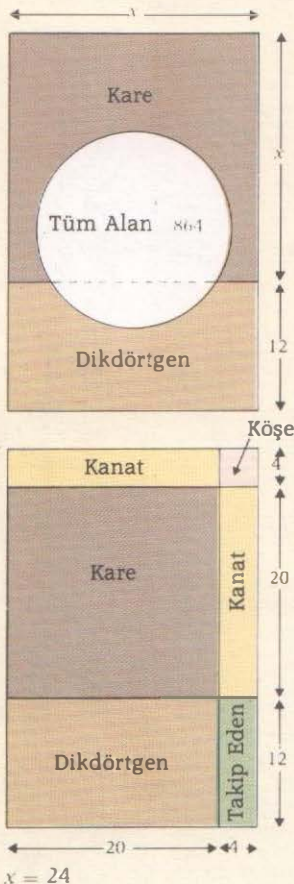 x
Kare
x
Tüm Alan 864
12
Dikdörtgen
Köşe
Kanat
4
Kare
Kanat
20
Dikdörtgen
Takip Eden
12
20
4
x = 24